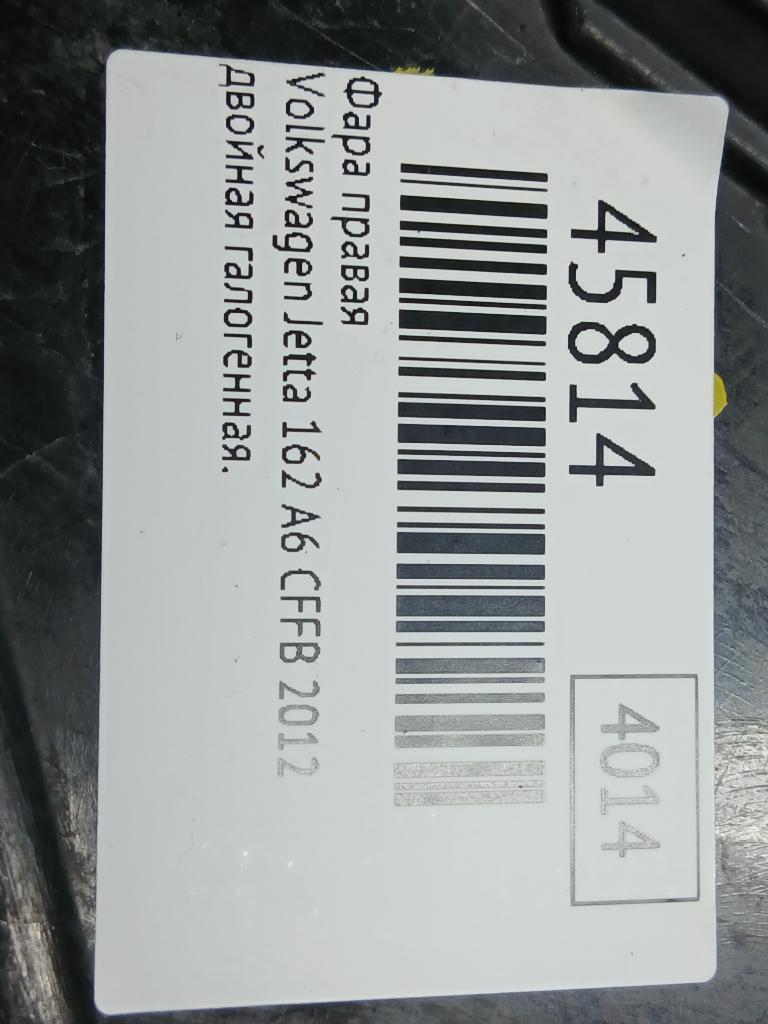 45814
4014
Фара правая
Volkswagen Jetta 162 A6 CFFB 2012
двойная галогенная.